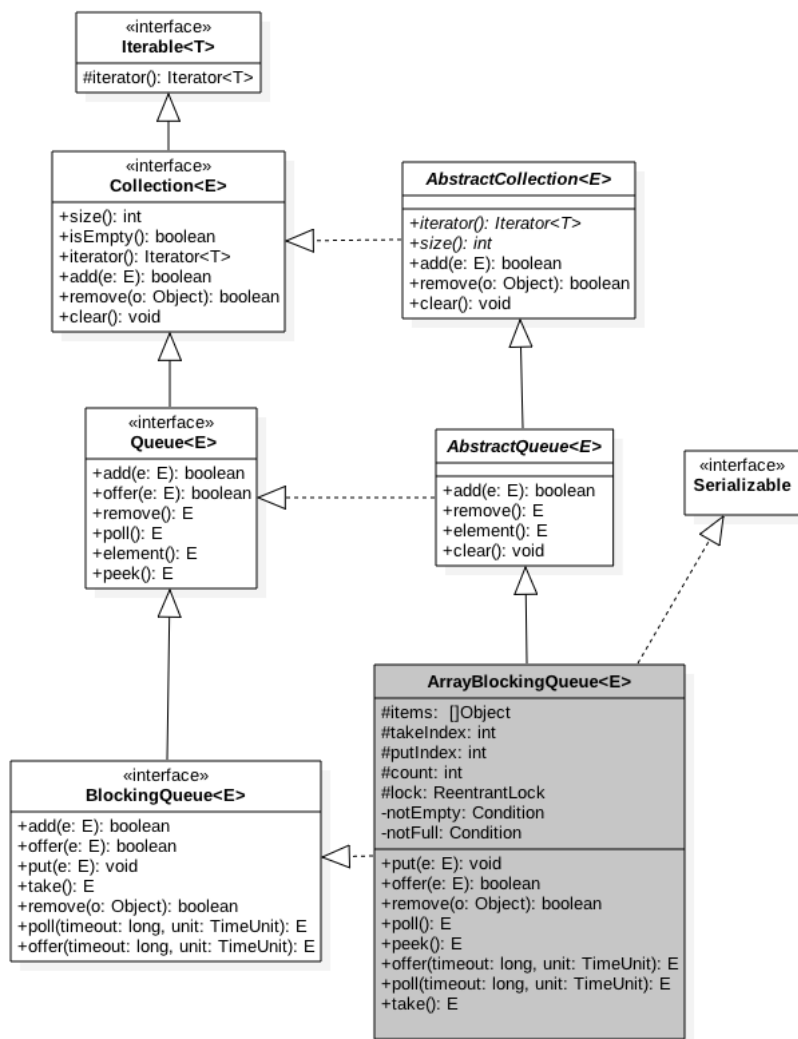 «interface»
Iterable<T>
#iterator(): Iterator<T>
«interface»
Collection<E>
+size(): int
+isEmpty(): boolean
+iterator(): Iterator<T>
+add(e: E): boolean
+remove(o: Object): boolean
+clear(): void
AbstractCollection<E>
+iterator(): Iterator<T>
+size(): int
+add(e: E): boolean
+remove(o: Object): boolean
+clear(): void
«interface»
Queue<E>
+add(e: E): boolean
+offer(e: E): boolean
+remove(): E
+poll(): E
+element(): E
+peek(): E
AbstractQueue<E>
+add(e: E): boolean
+remove(): E
+element(): E
+clear(): void
«interface»
Serializable
«interface»
BlockingQueue<E>
+add(e: E): boolean
+offer(e: E): boolean
+put(e: E): void
+take(): E
+remove(o: Object): boolean
+poll(timeout: long, unit: TimeUnit): E
+offer(timeout: long, unit: TimeUnit): E
ArrayBlockingQueue<E>
#items: []Object
#takeIndex: int
#putIndex: int
#count: int
#lock: ReentrantLock
-notEmpty: Condition
-notFull: Condition
+put(e: E): void
+offer(e: E): boolean
+remove(o: Object): boolean
+poll(): E
+peek(): E
+offer(timeout: long, unit: TimeUnit): E
+poll(timeout: long, unit: TimeUnit): E
+take(): E